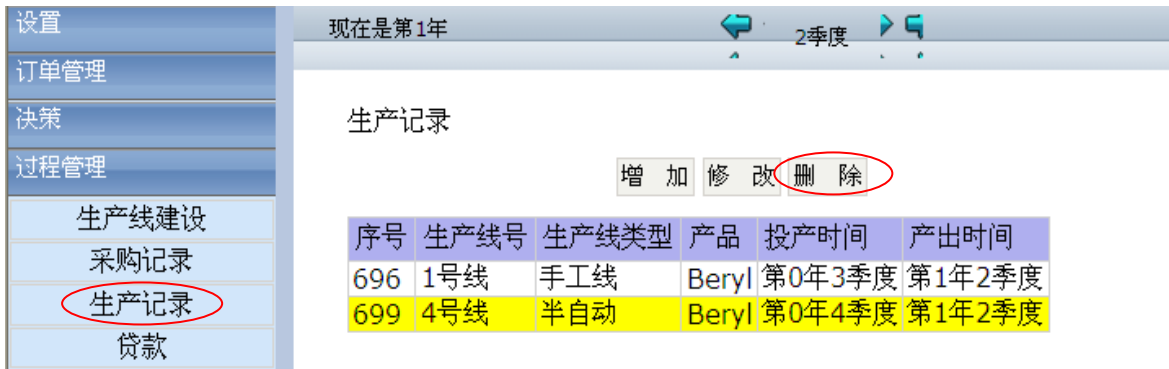 设置
订单管理
决策
过程管理
生产线建设
采购记录
生产记录
贷款
现在是第1年
2季度
生产记录
增 加 修 改 删 除
序号 生产线号 生产线类型 产品 投产时间 产出时间
696 1号线 手工线 Beryl 第0年3季度 第1年2季度
699 4号线 半自动 Beryl 第0年4季度 第1年2季度